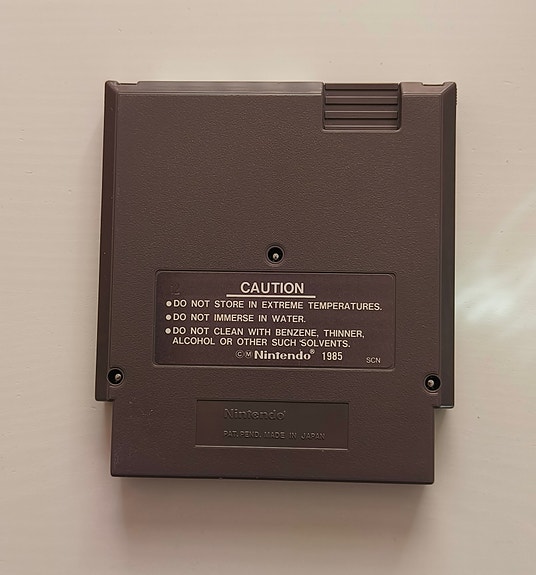 CAUTION
●DO NOT STORE IN EXTREME TEMPERATURES.
●DO NOT IMMERSE IN WATER.
●DO NOT CLEAN WITH BENZENE, THINNER,
ALCOHOL OR OTHER SUCH SOLVENTS.
ⒸⓂ Nintendo® 1985 SCN
Nintendo®
PAT. PEND. MADE IN JAPAN